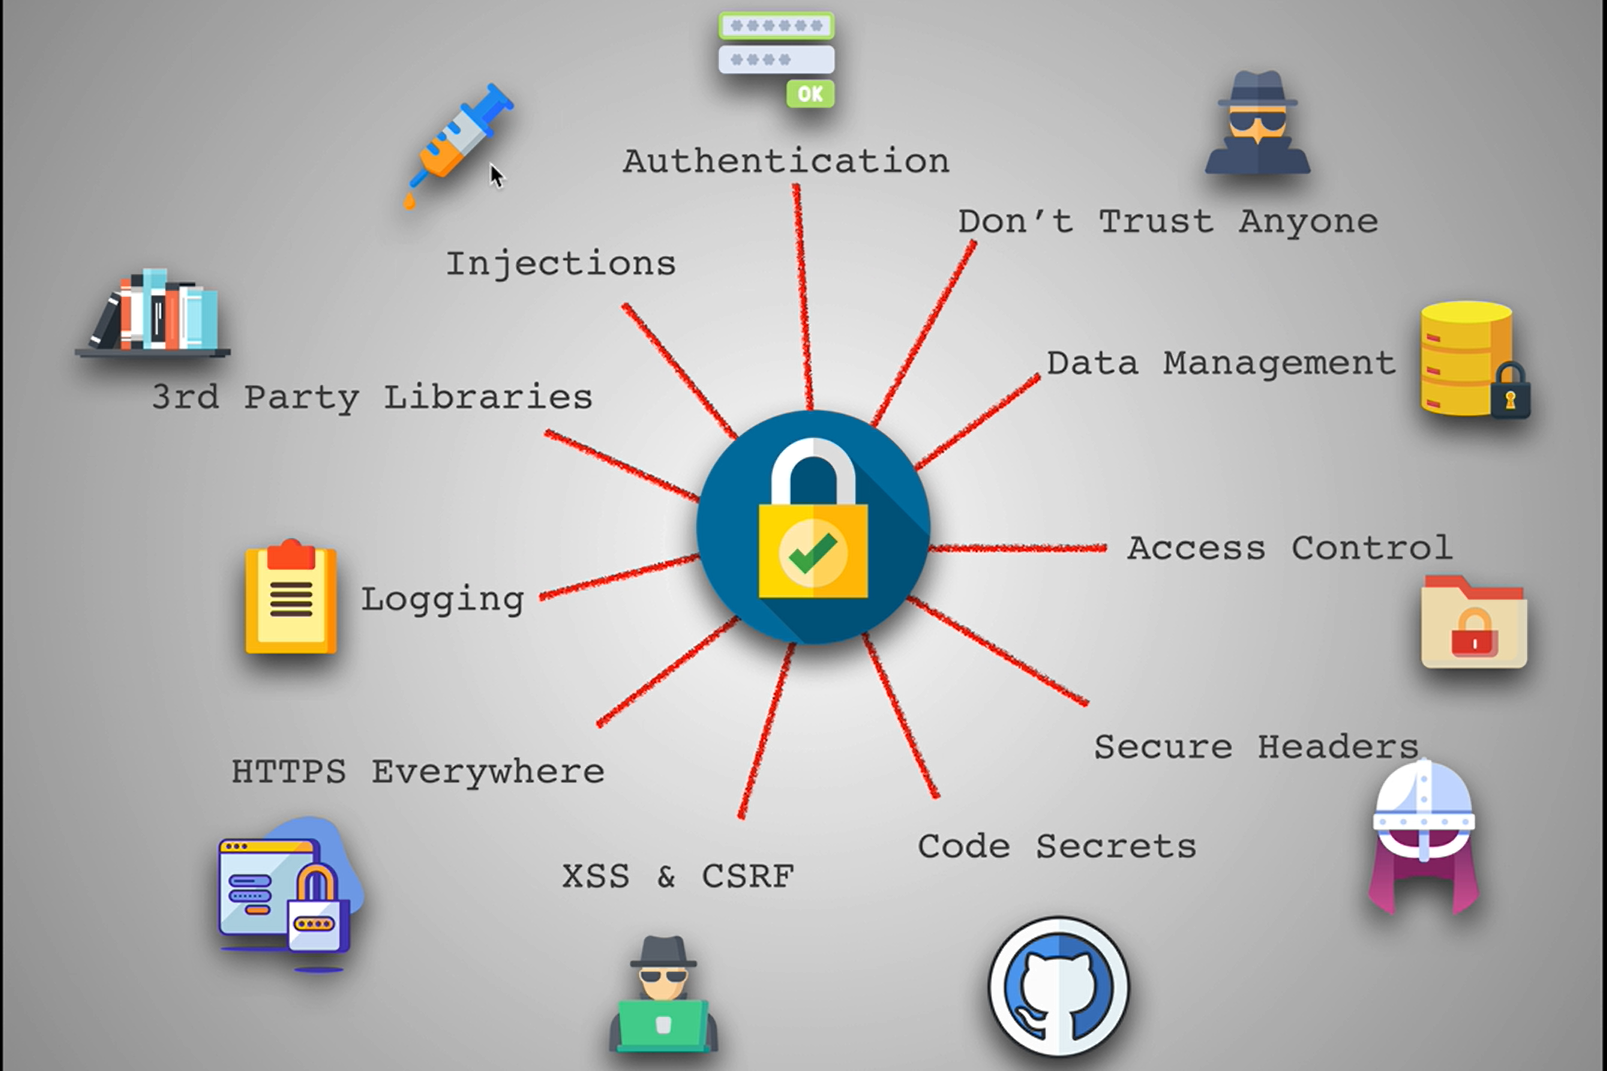 OK
Authentication
Don't Trust Anyone
Injections
Data Management
3rd Party Libraries
Access Control
Logging
Secure Headers
HTTPS Everywhere
Code Secrets
XSS & CSRF